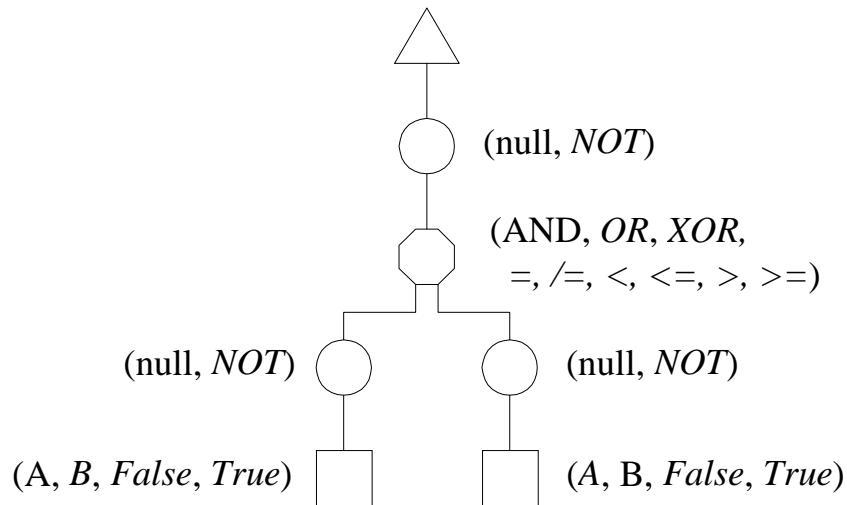 (null, NOT)
(AND, OR, XOR,
=, /=, <, <=, >, >=)
(null, NOT)
(null, NOT)
(A, B, False, True)
(A, B, False, True)